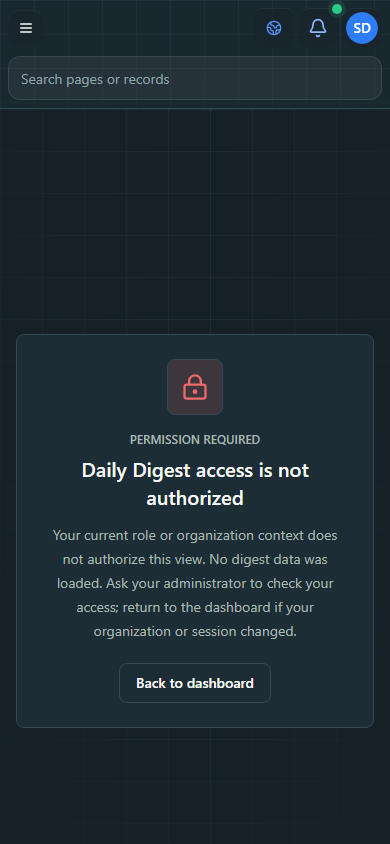 SD
Search pages or records
PERMISSION REQUIRED
Daily Digest access is not
authorized
Your current role or organization context does
not authorize this view. No digest data was
loaded. Ask your administrator to check your
access; return to the dashboard if your
organization or session changed.
Back to dashboard